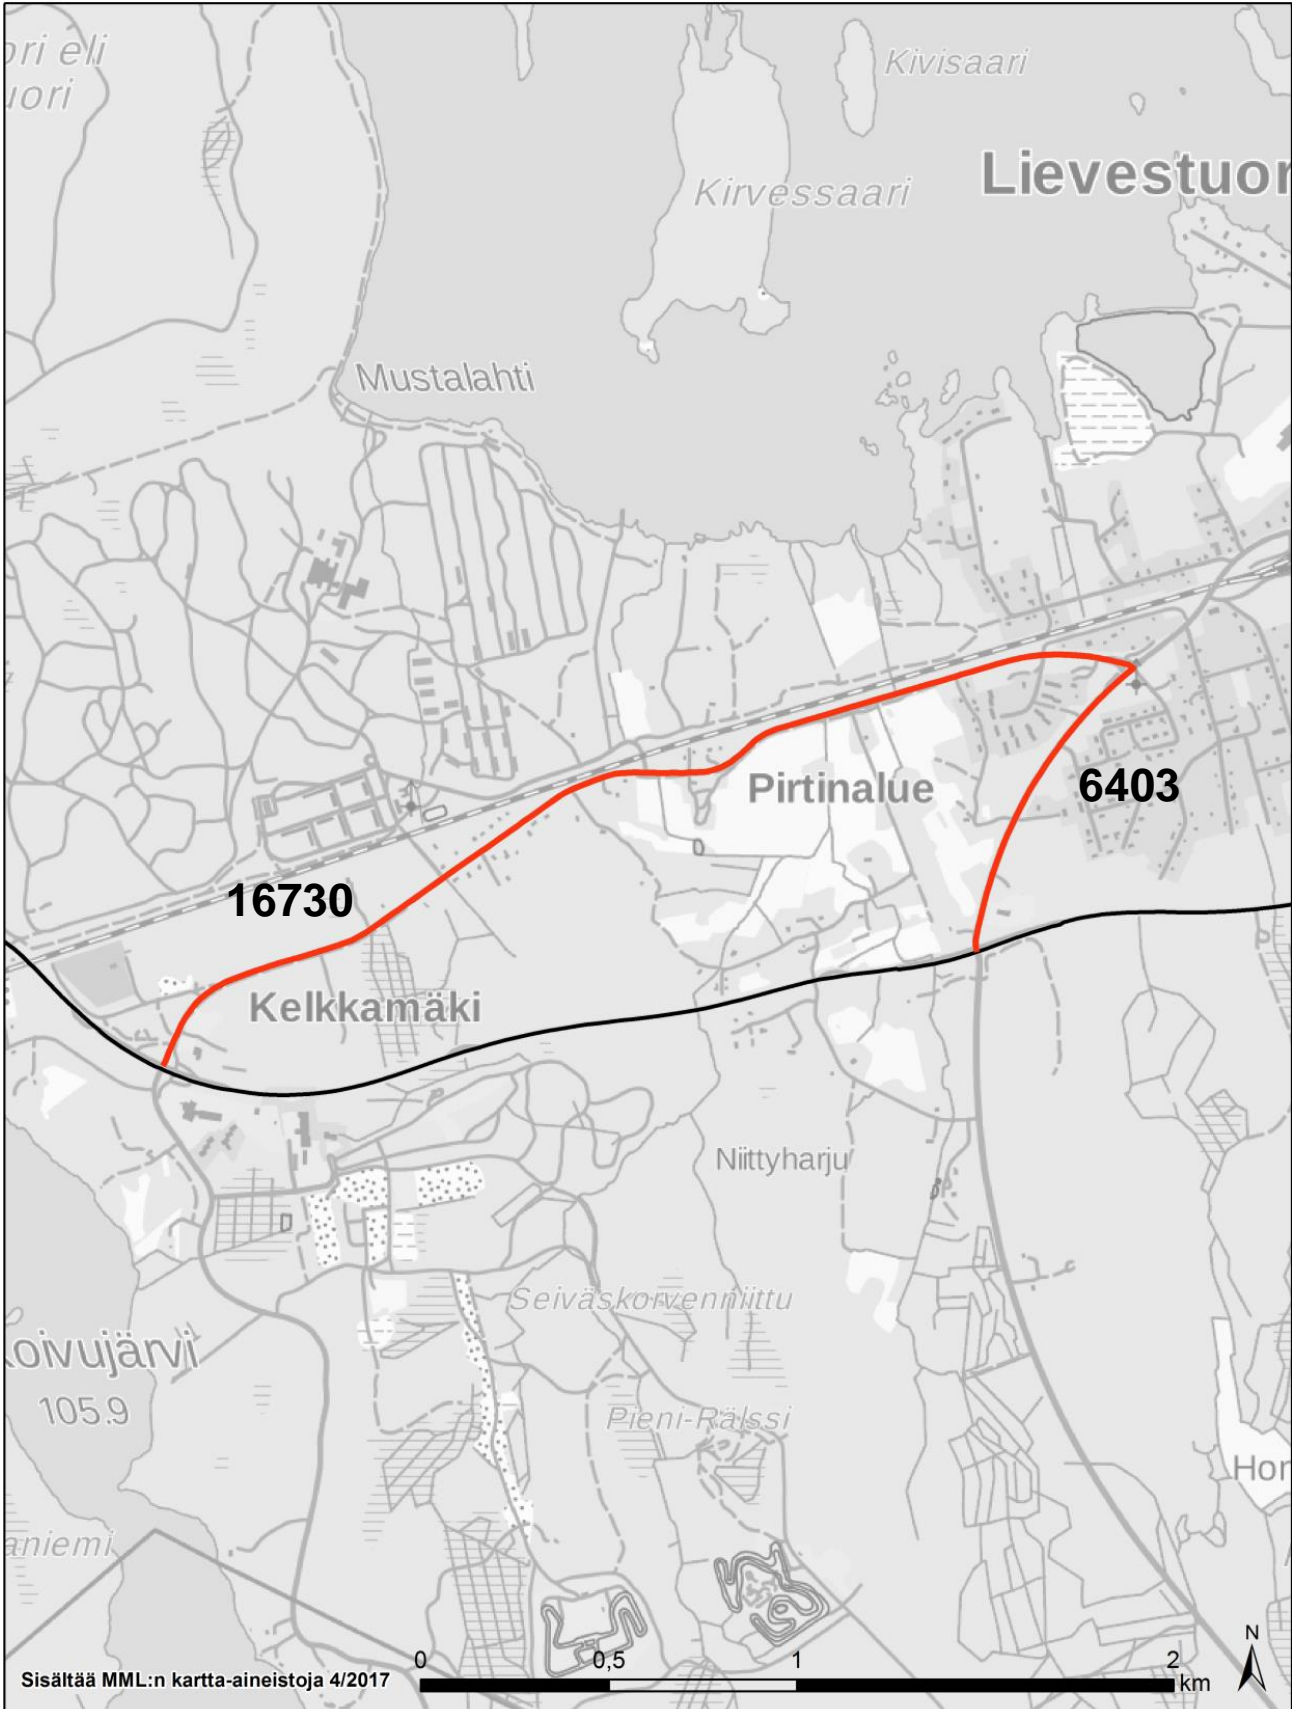 ori eli
uori
Kivisaari
Lievestuor
Kirvessaari
Mustalahti
Pirtinalue
6403
16730
Kelkkamäki
Niittyharju
Seiväskorvenniittu
oivujärvi
105.9
Pieni-Rälssi
Hor
aniemi
N
0 0,5 1 2
km
Sisältää MML:n kartta-aineistoja 4/2017